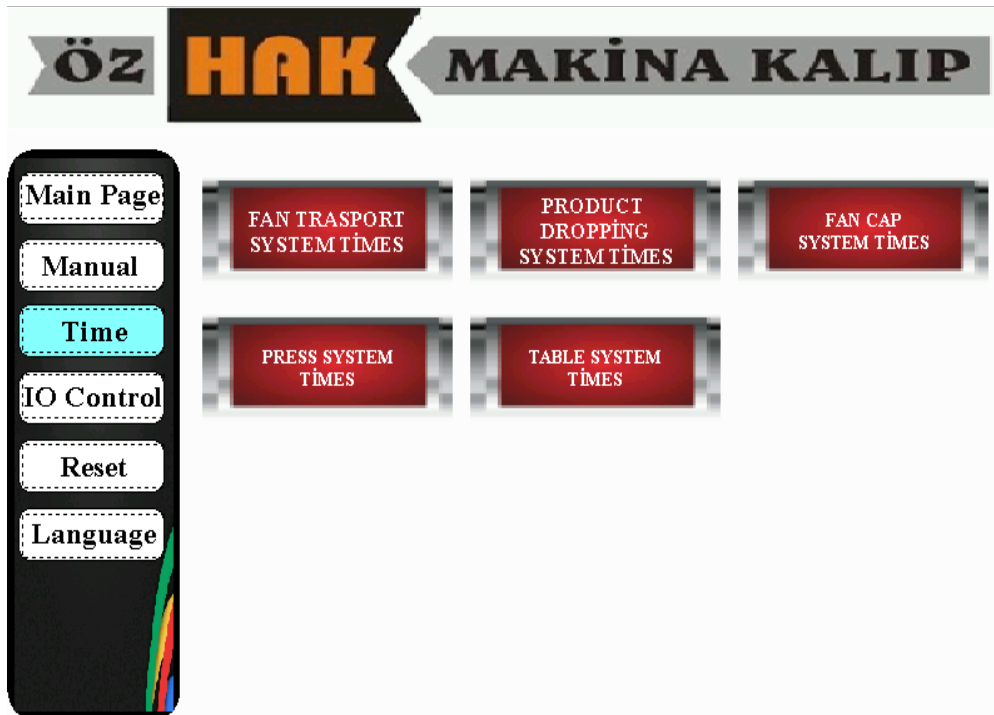 ÖZ HAK MAKİNA KALIP
Main Page
Manual
Time
IO Control
Reset
Language
FAN TRASPORT
SYSTEM TİMES
PRODUCT
DROPPİNG
SYSTEM TİMES
FAN CAP
SYSTEM TİMES
PRESS SYSTEM
TİMES
TABLE SYSTEM
TİMES